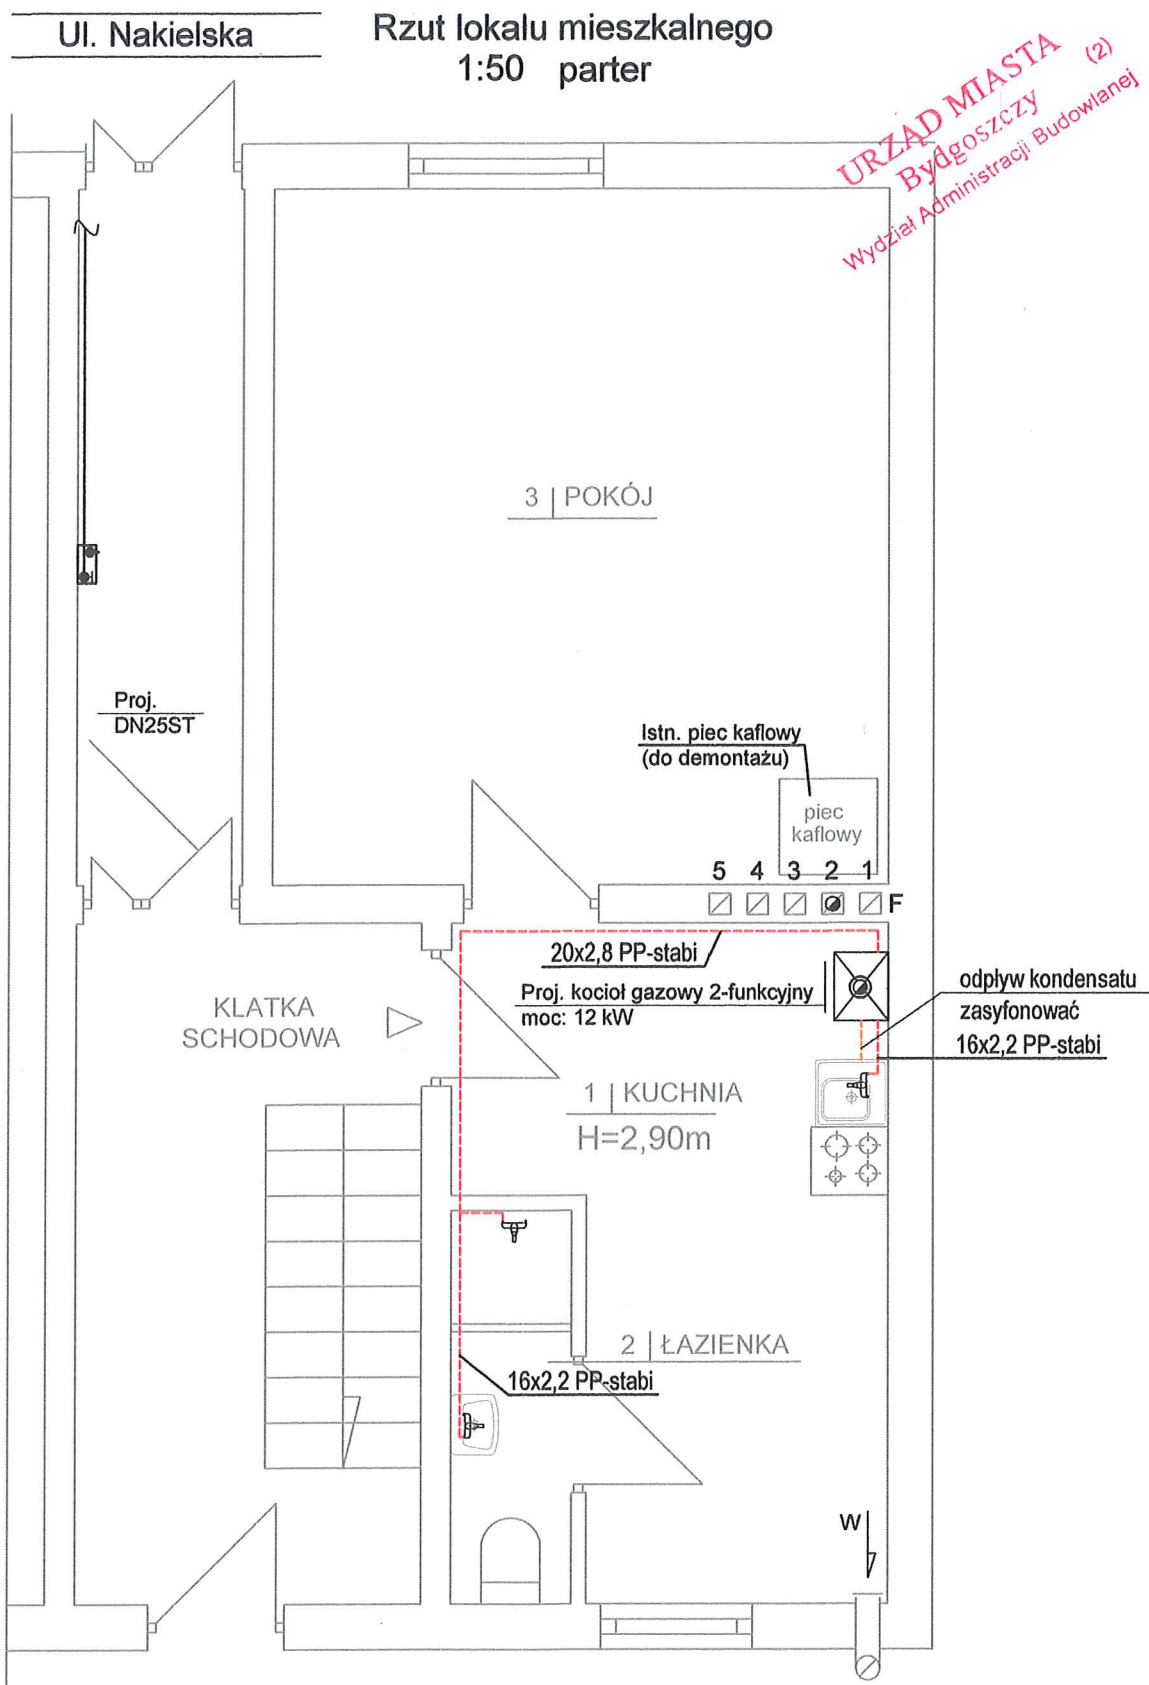 Ul. Nakielska
Rzut lokalu mieszkalnego
1:50 parter
URZĄD MIASTA (2)
Bydgoszczy
Wydział Administracji Budowlanej
3 | POKÓJ
Proj.
DN25ST
Istn. piec kaflowy
(do demontażu)
piec
kaflowy
5 4 3 2 1
F
20x2,8 PP-stabi
Proj. kocioł gazowy 2-funkcyjny
moc: 12 kW
odpływ kondensatu
zasyfonować
16x2,2 PP-stabi
KLATKA
SCHODOWA
1 | KUCHNIA
H=2,90m
2 | ŁAZIENKA
16x2,2 PP-stabi
W